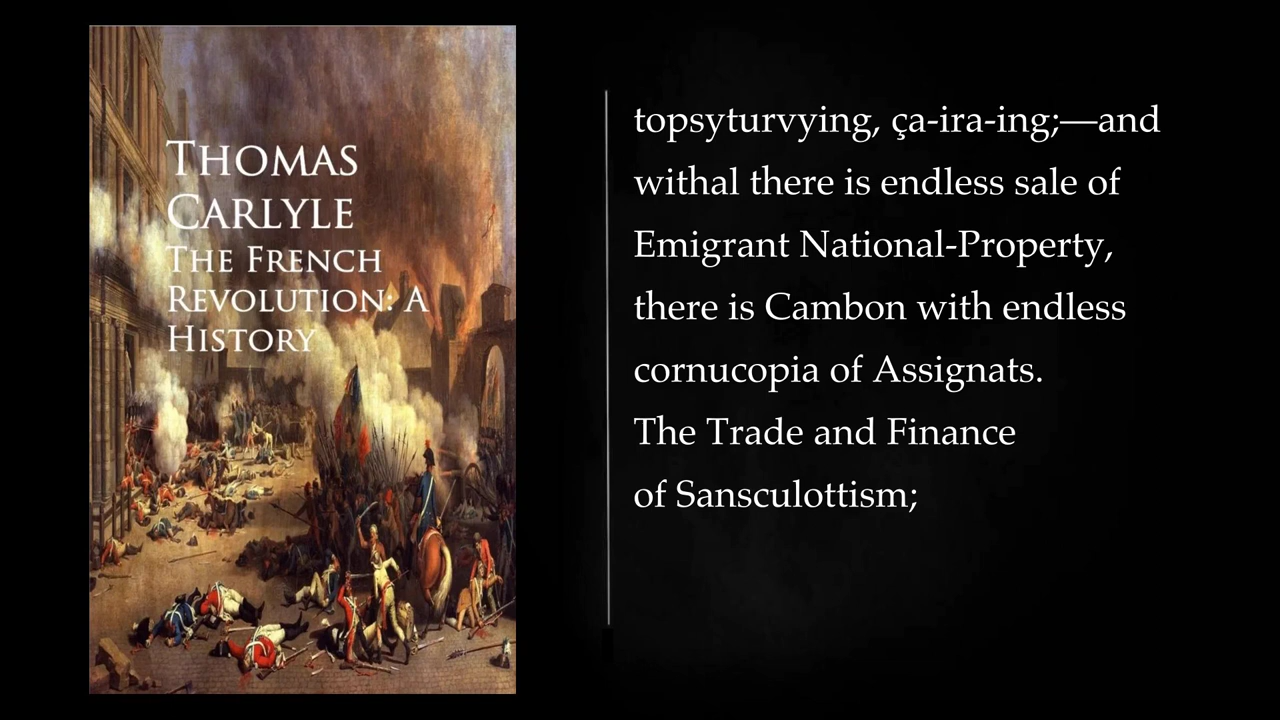 THOMAS
CARLYLE
THE FRENCH
REVOLUTION: A
HISTORY
topsyturvying, ça-ira-ing;—and
withal there is endless sale of
Emigrant National-Property,
there is Cambon with endless
cornucopia of Assignats.
The Trade and Finance
of Sansculottism;